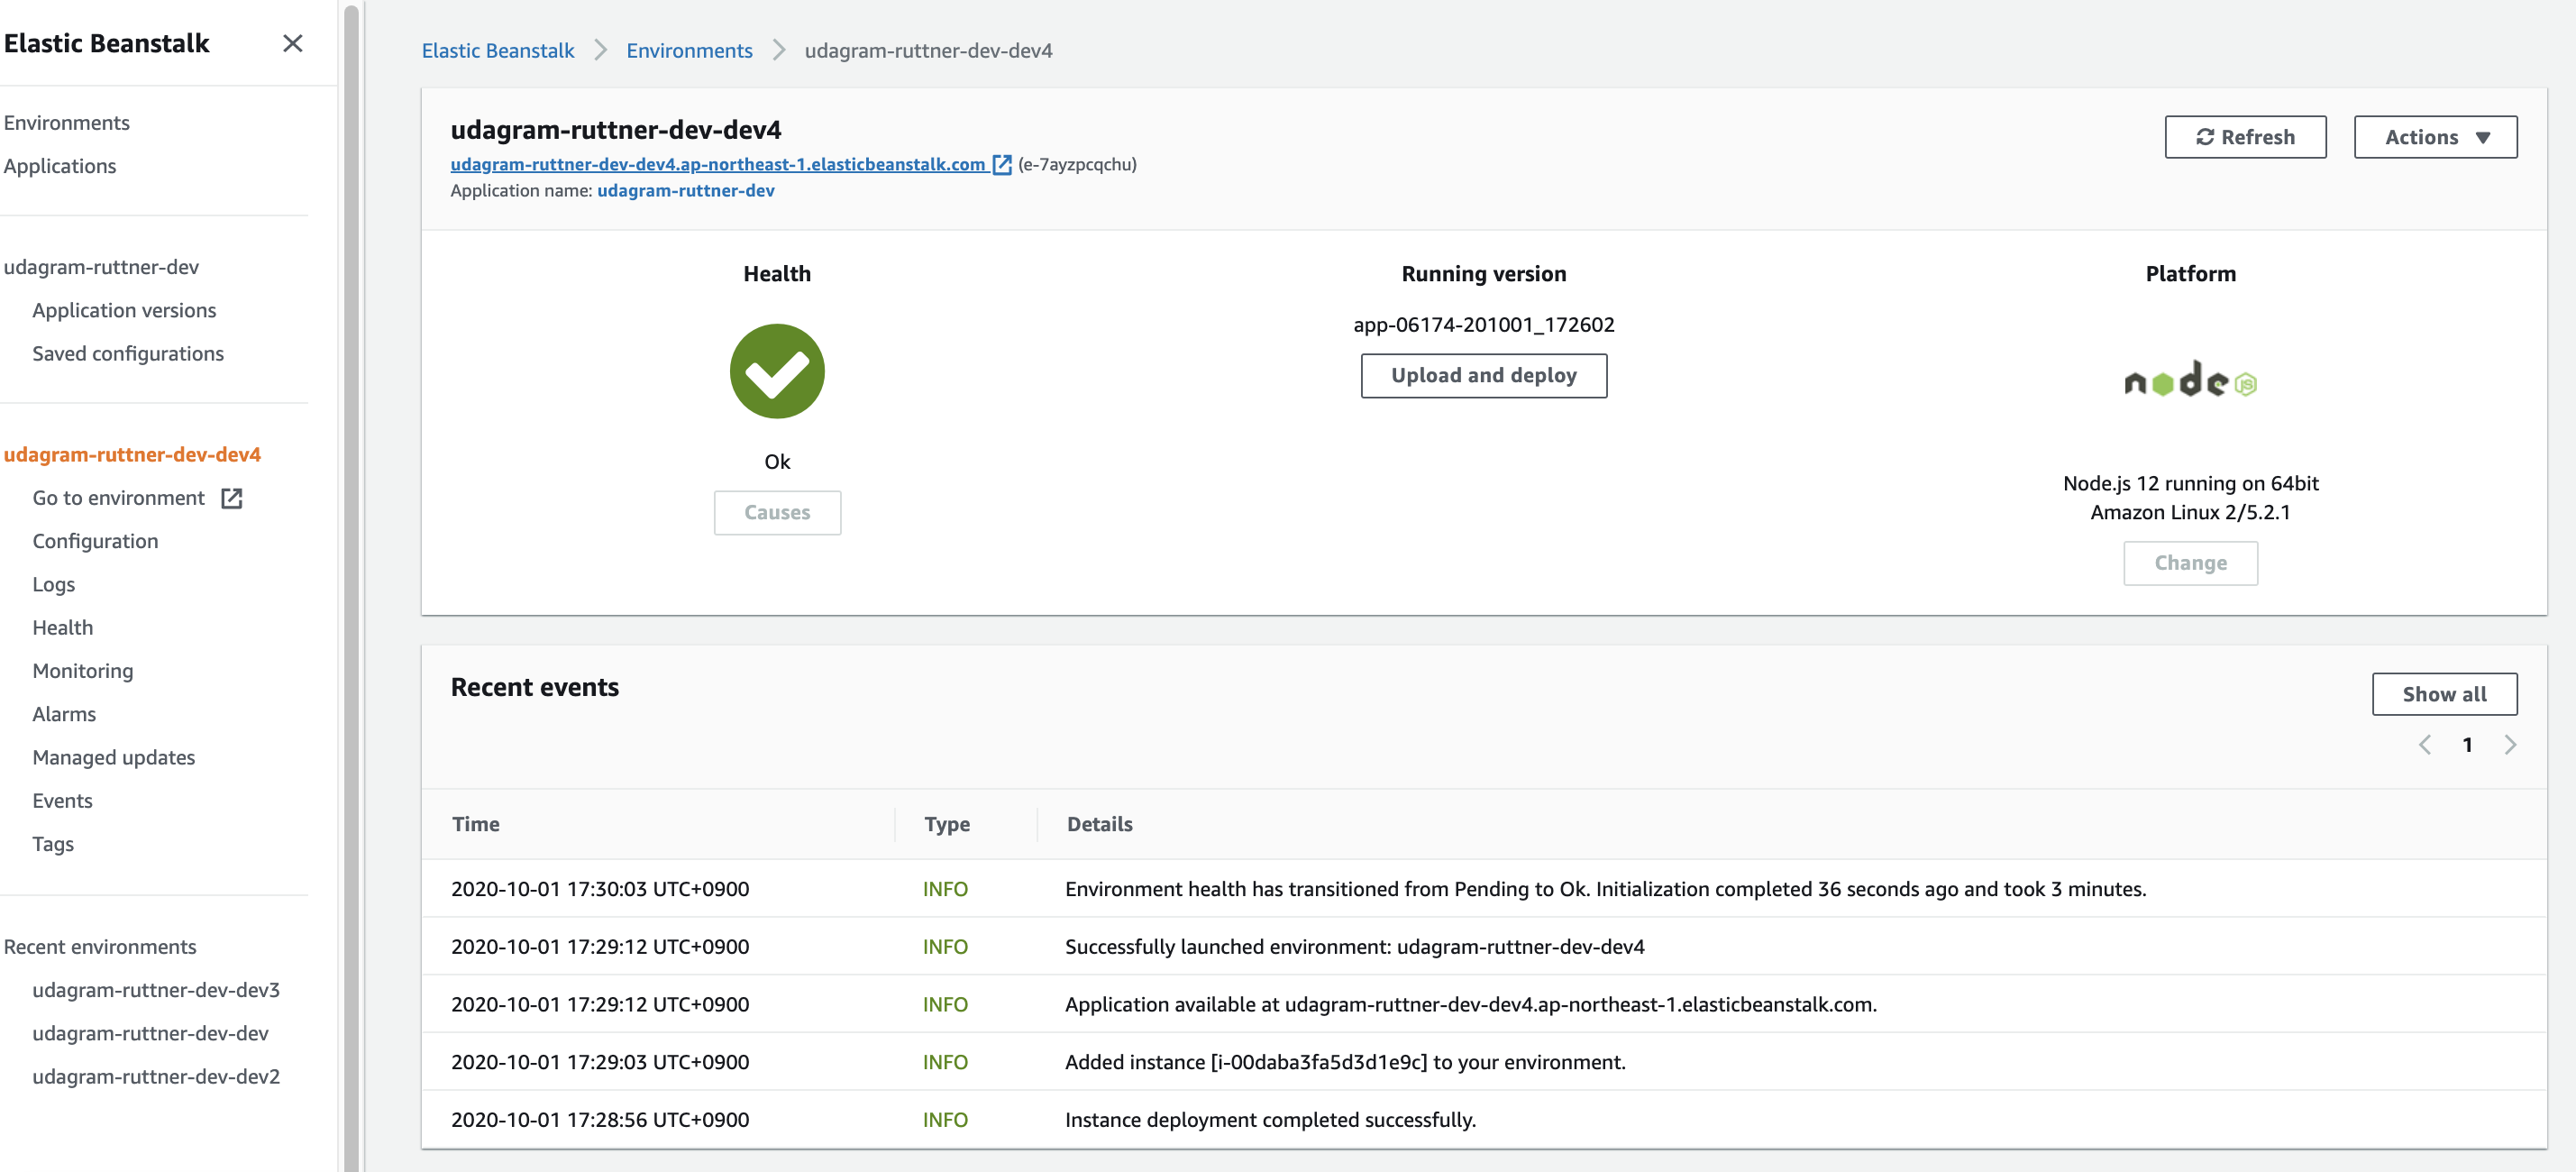 Elastic Beanstalk
Environments
Applications
udagram-ruttner-dev
Application versions
Saved configurations
udagram-ruttner-dev-dev4
Go to environment
Configuration
Logs
Health
Monitoring
Alarms
Managed updates
Events
Tags
Recent environments
udagram-ruttner-dev-dev3
udagram-ruttner-dev-dev
udagram-ruttner-dev-dev2
Elastic Beanstalk Environments udagram-ruttner-dev-dev4
udagram-ruttner-dev-dev4
udagram-ruttner-dev-dev4.ap-northeast-1.elasticbeanstalk.com (e-7ayzpcqchu)
Application name: udagram-ruttner-dev
Refresh Actions
Health
Ok
Causes
Running version
app-06174-201001_172602
Upload and deploy
Platform
node JS
Node.js 12 running on 64bit
Amazon Linux 2/5.2.1
Change
Recent events
Show all
1
Time Type Details
2020-10-01 17:30:03 UTC+0900 INFO Environment health has transitioned from Pending to Ok. Initialization completed 36 seconds ago and took 3 minutes.
2020-10-01 17:29:12 UTC+0900 INFO Successfully launched environment: udagram-ruttner-dev-dev4
2020-10-01 17:29:12 UTC+0900 INFO Application available at udagram-ruttner-dev-dev4.ap-northeast-1.elasticbeanstalk.com.
2020-10-01 17:29:03 UTC+0900 INFO Added instance [i-00daba3fa5d3d1e9c] to your environment.
2020-10-01 17:28:56 UTC+0900 INFO Instance deployment completed successfully.